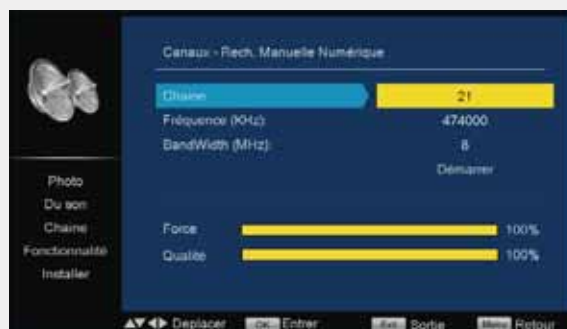 Canaux - Rech. Manuelle Numérique
Chaine 21
Fréquence (KHz): 474000
BandWidth (MHz): 8
Démarrer
Force 100%
Qualite 100%
Photo
Du son
Chaine
Fonctionnalité
Installer
Deplacer OK Entrer Exit Sortie Menu Retour